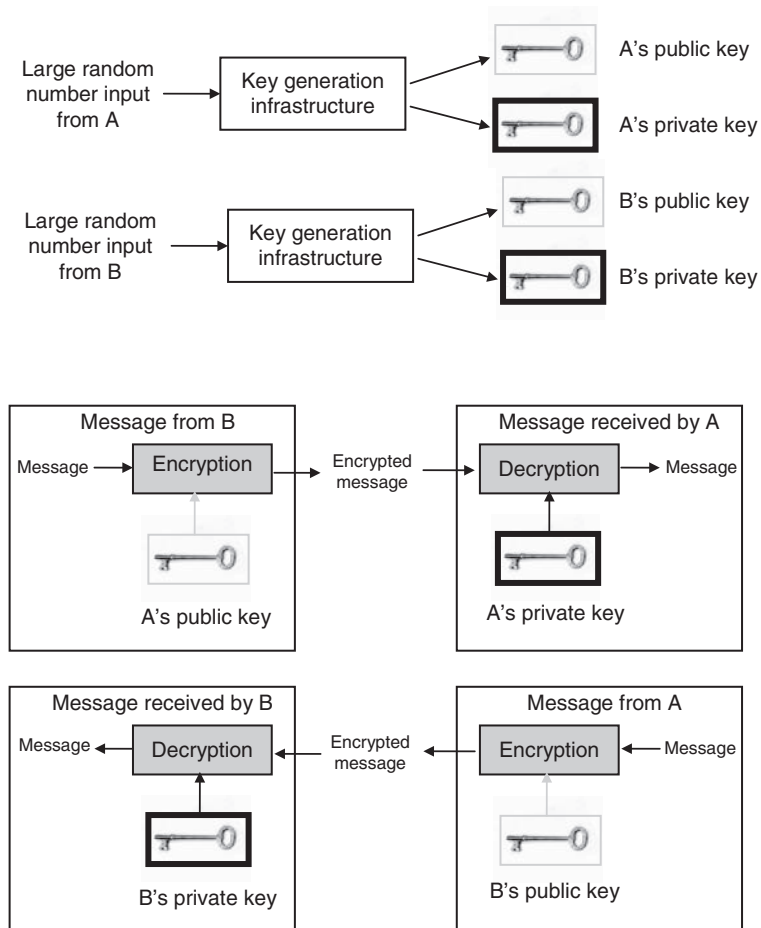 Large random
number input
from A
Key generation
infrastructure
A's public key
A's private key
Large random
number input
from B
Key generation
infrastructure
B's public key
B's private key
Message from B
Message
Encryption
Encrypted
message
A's public key
Message received by A
Decryption
Message
A's private key
Message received by B
Message
Decryption
Encrypted
message
B's private key
Message from A
Encryption
Message
B's public key